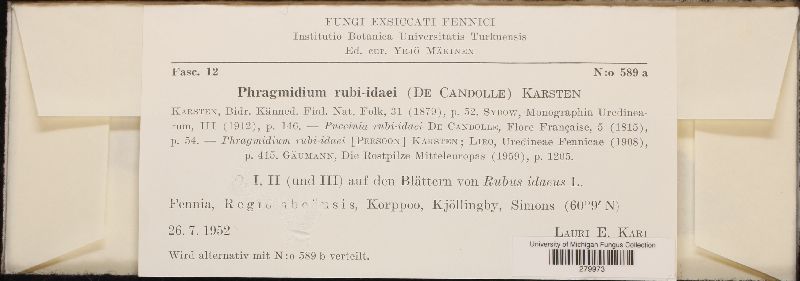 FUNGI EXSICCATI FENNICI
Institutio Botanica Universitatis Turkuensis
Ed. cur. YRJÖ MÄKINEN
Fasc. 12
N:o 589 a
Phragmidium rubi-idaei (DE CANDOLLE) KARSTEN
KARSTEN, Bidr. Känned. Finl. Nat. Folk, 31 (1879), p. 52. SYDOW, Monographia Uredinea-
rum, III (1912), p. 146. — Puccinia rubi-idaei DE CANDOLLE, Flore Française, 5 (1815),
p. 54. — Phragmidium rubi-idaei [PERSOON] KARSTEN; LIRO, Uredineae Fennicae (1908),
p. 415. GÄUMANN, Die Rostpilze Mitteleuropas (1959), p. 1205.
I, II (und III) auf den Blättern von Rubus idaeus L.
Fennia, Regio aboënsis, Korppoo, Kjöllingby, Simons (60°9′ N)
26. 7. 1952
LAURI E. KARI
University of Michigan Fungus Collection
279973
Wird alternativ mit N:o 589 b verteilt.